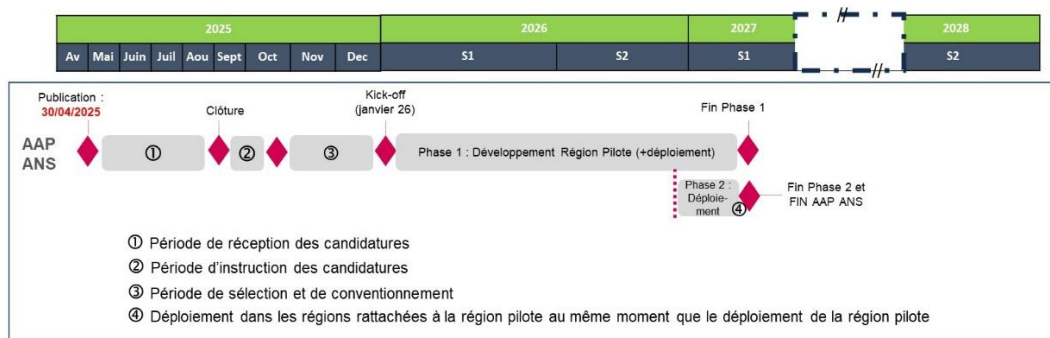 2025 2026 2027 2028
Av Mai Juin Juil Aou Sept Oct Nov Dec S1 S2 S1 S2
Publication :
30/04/2025
Clôture
Kick-off
(janvier 26)
Fin Phase 1
AAP
ANS
①
②
③
Phase 1 : Développement Région Pilote (+déploiement)
Phase 2 :
Déploie-
ment ④
Fin Phase 2 et
FIN AAP ANS
① Période de réception des candidatures
② Période d'instruction des candidatures
③ Période de sélection et de conventionnement
④ Déploiement dans les régions rattachées à la région pilote au même moment que le déploiement de la région pilote